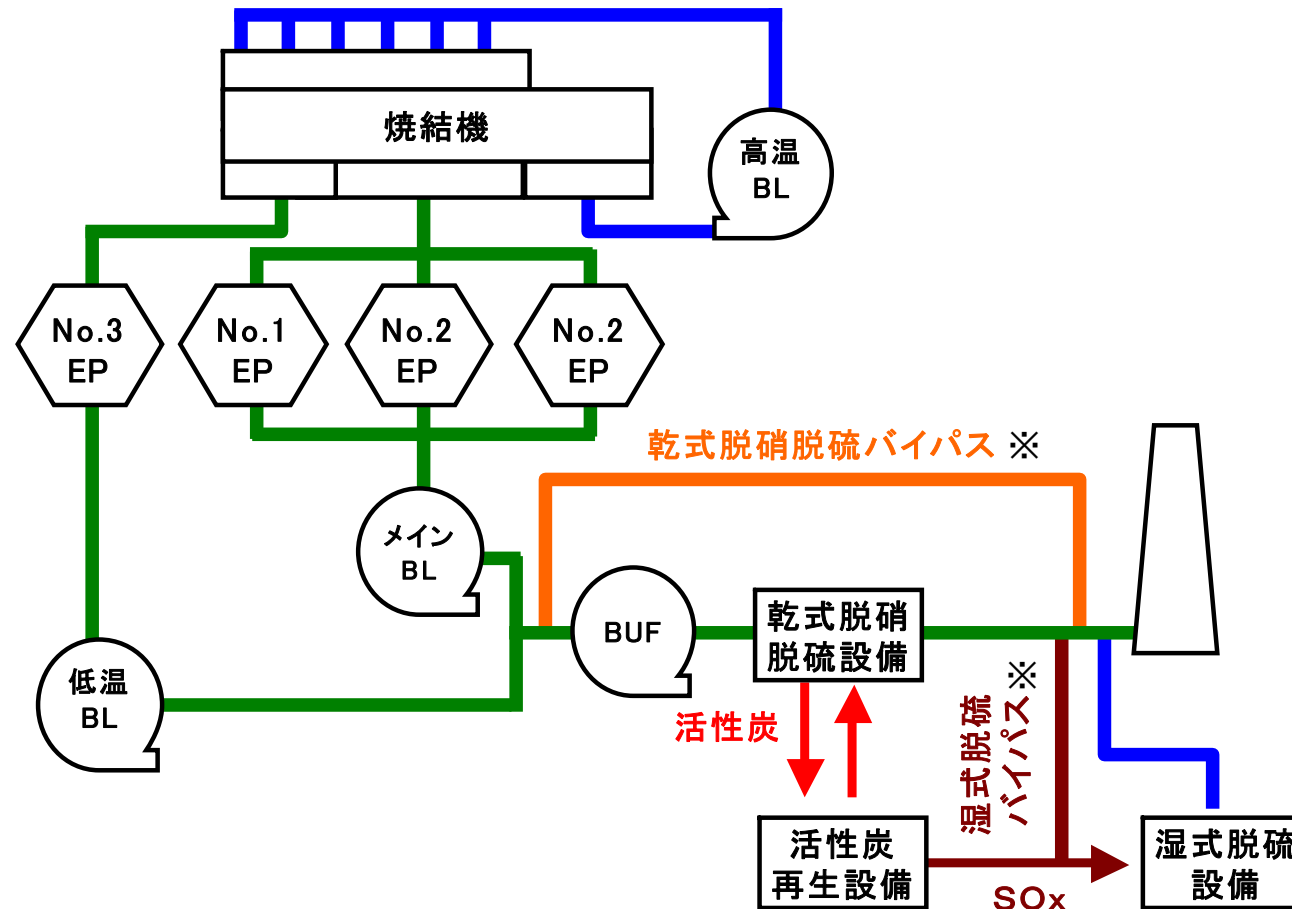 焼結機
高温
BL
No.3
EP
No.1
EP
No.2
EP
No.2
EP
乾式脱硝脱硫バイパス ※
メイン
BL
BUF
乾式脱硝
脱硫設備
低温
BL
活性炭
湿式脱硫
バイパス※
活性炭
再生設備
SOx
湿式脱硫
設備